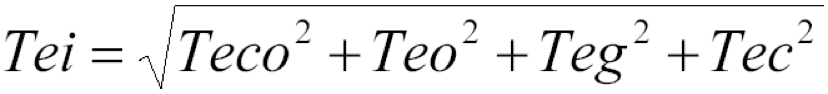 Tei = √(Teco² + Teo² + Teg² + Tec²)